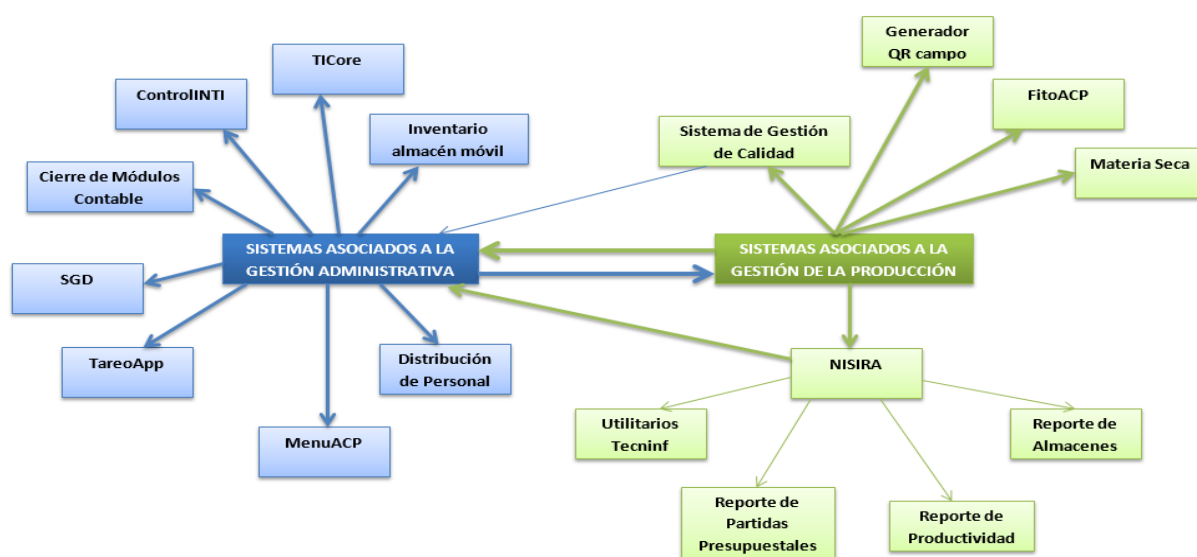 Generador
QR campo
TICore
ControlINTI
FitoACP
Inventario
almacén móvil
Sistema de Gestión
de Calidad
Materia Seca
Cierre de Módulos
Contable
SISTEMAS ASOCIADOS A LA
GESTIÓN ADMINISTRATIVA
SISTEMAS ASOCIADOS A LA
GESTIÓN DE LA PRODUCCIÓN
SGD
TareoApp
Distribución
de Personal
NISIRA
MenuACP
Utilitarios
Tecninf
Reporte de
Almacenes
Reporte de
Partidas
Presupuestales
Reporte de
Productividad